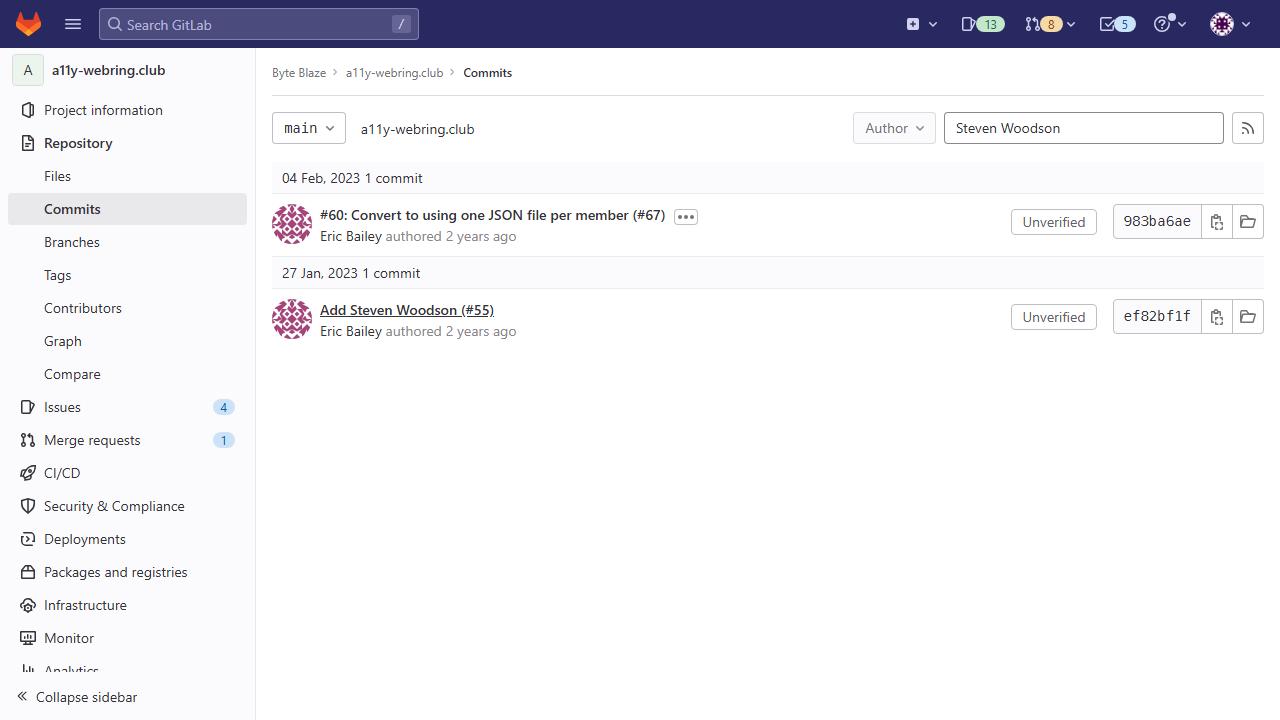 Search GitLab
/
13
8
5
A
a11y-webring.club
Project information
Repository
Files
Commits
Branches
Tags
Contributors
Graph
Compare
Issues
4
Merge requests
1
CI/CD
Security & Compliance
Deployments
Packages and registries
Infrastructure
Monitor
Analytics
Collapse sidebar
Byte Blaze
a11y-webring.club
Commits
main
a11y-webring.club
Author
Steven Woodson
04 Feb, 2023 1 commit
#60: Convert to using one JSON file per member (#67)
Eric Bailey authored 2 years ago
Unverified
983ba6ae
27 Jan, 2023 1 commit
Add Steven Woodson (#55)
Eric Bailey authored 2 years ago
Unverified
ef82bf1f